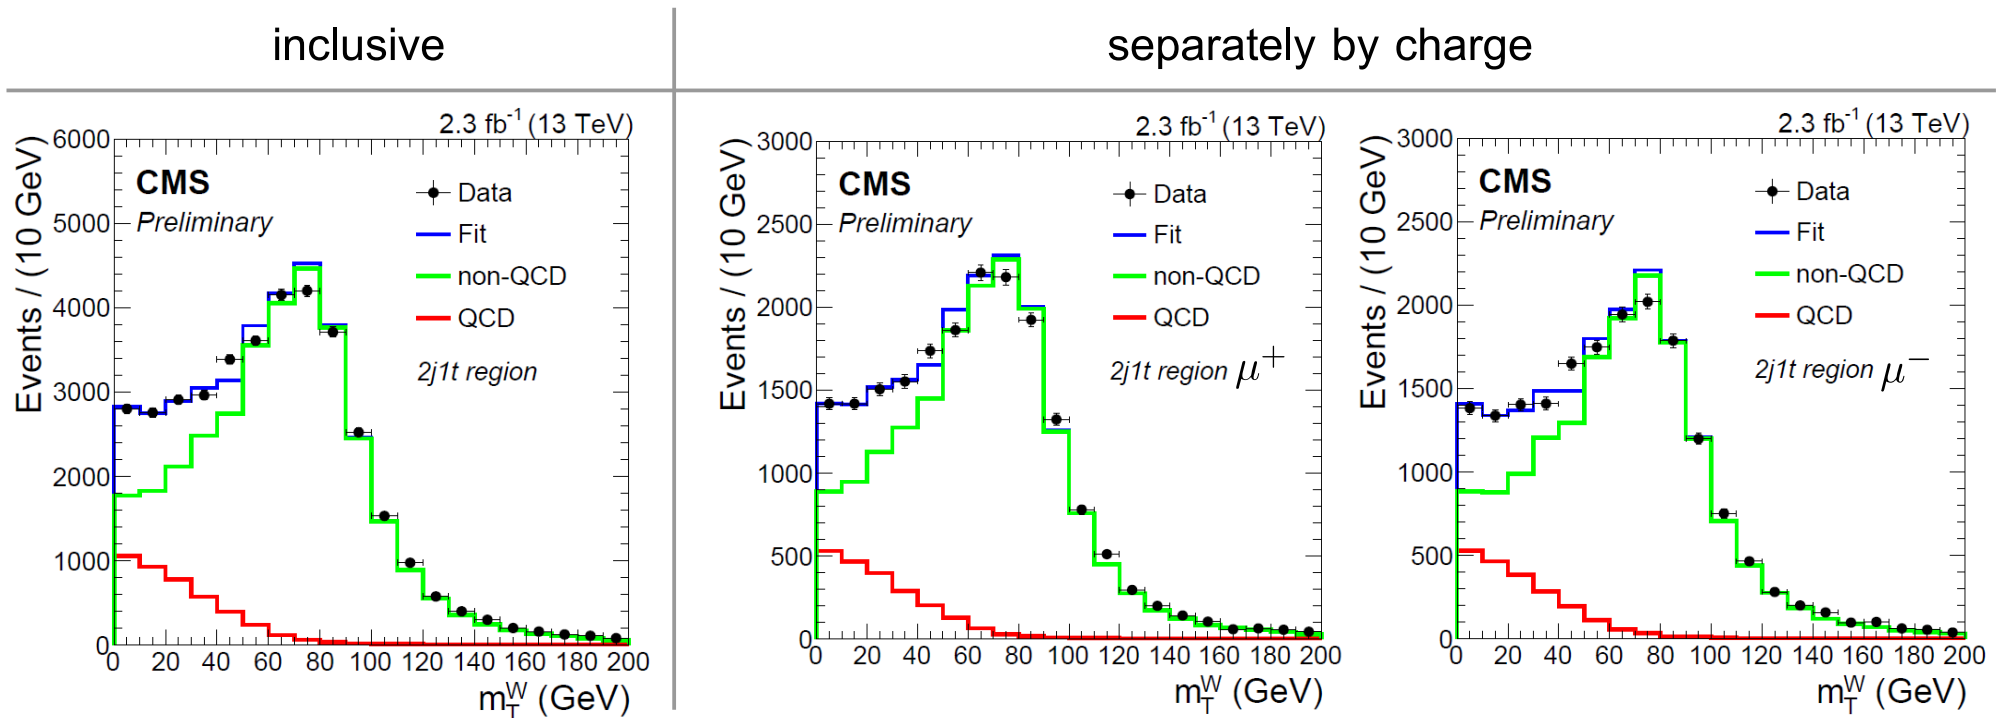 inclusive
separately by charge
2.3 fb⁻¹ (13 TeV)
6000
5000
4000
3000
2000
1000
0
Events / (10 GeV)
CMS
Preliminary
Data
Fit
non-QCD
QCD
2j1t region
0 20 40 60 80 100 120 140 160 180 200
m_T^W (GeV)
2.3 fb⁻¹ (13 TeV)
3000
2500
2000
1500
1000
500
0
Events / (10 GeV)
CMS
Preliminary
Data
Fit
non-QCD
QCD
2j1t region μ⁺
0 20 40 60 80 100 120 140 160 180 200
m_T^W (GeV)
2.3 fb⁻¹ (13 TeV)
3000
2500
2000
1500
1000
500
0
Events / (10 GeV)
CMS
Preliminary
Data
Fit
non-QCD
QCD
2j1t region μ⁻
0 20 40 60 80 100 120 140 160 180 200
m_T^W (GeV)